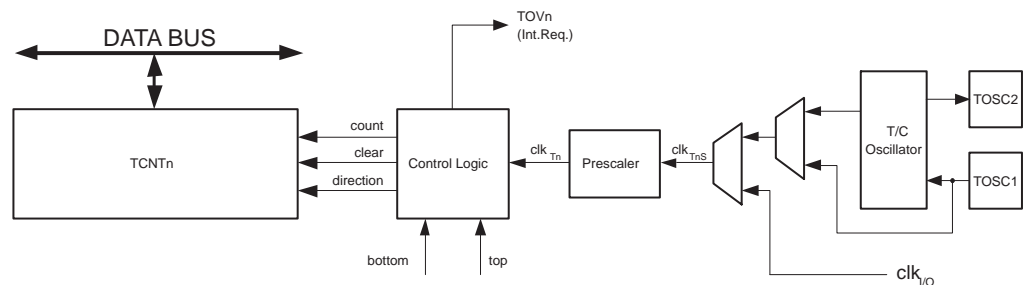 TOVn
(Int.Req.)
DATA BUS
TCNTn
count
clear
direction
Control Logic
clkTn
Prescaler
clkTnS
T/C
Oscillator
TOSC2
TOSC1
bottom
top
clkI/O